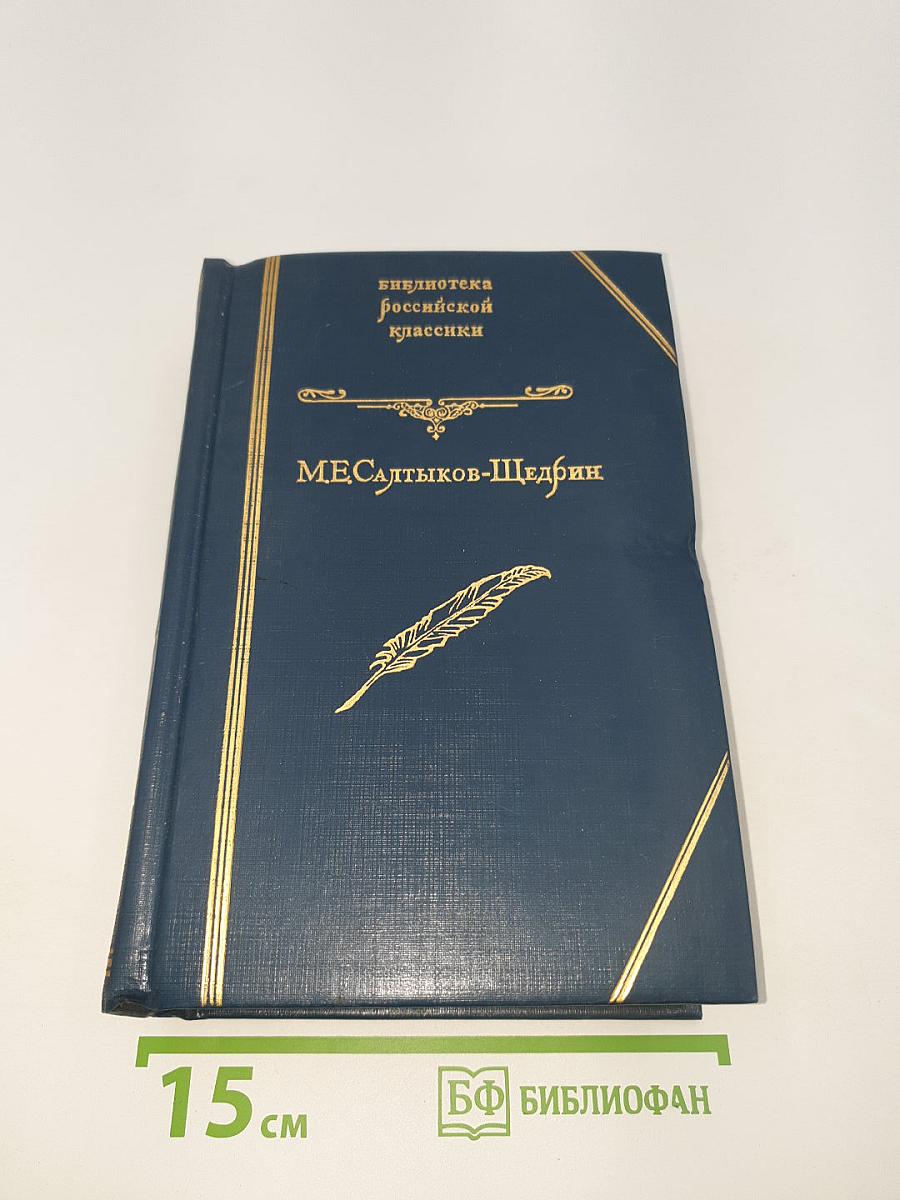 Библиотека
российской
классики
М.Е.Салтыков-Щедрин
15 см
БФ БИБЛИОФАН